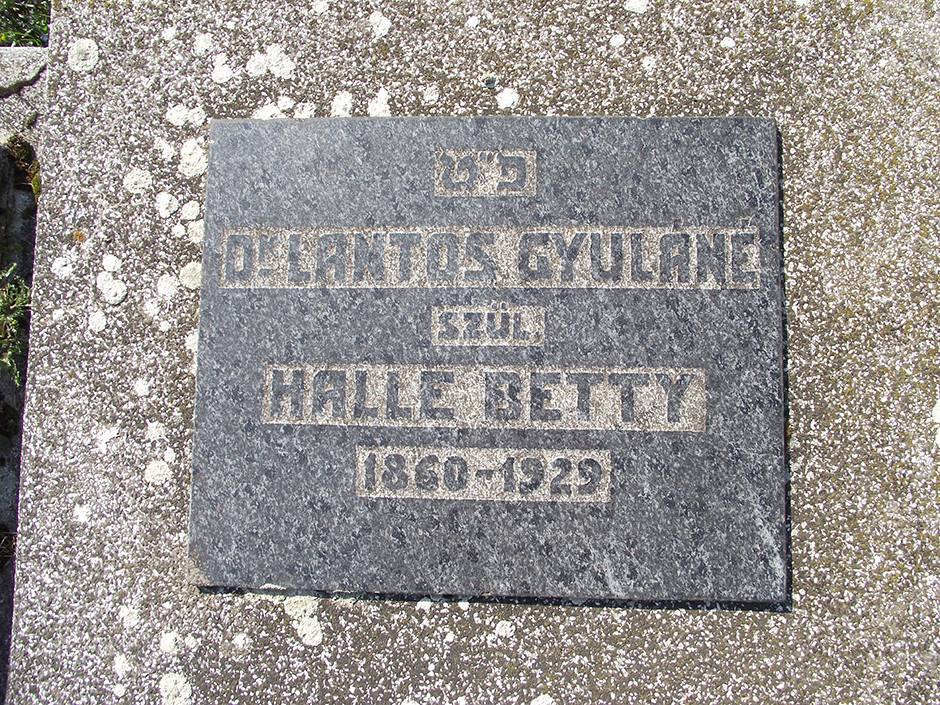 פ"ט
Dr LANTOS GYULÁNÉ
SZÜL
HALLE BETTY
1860-1929